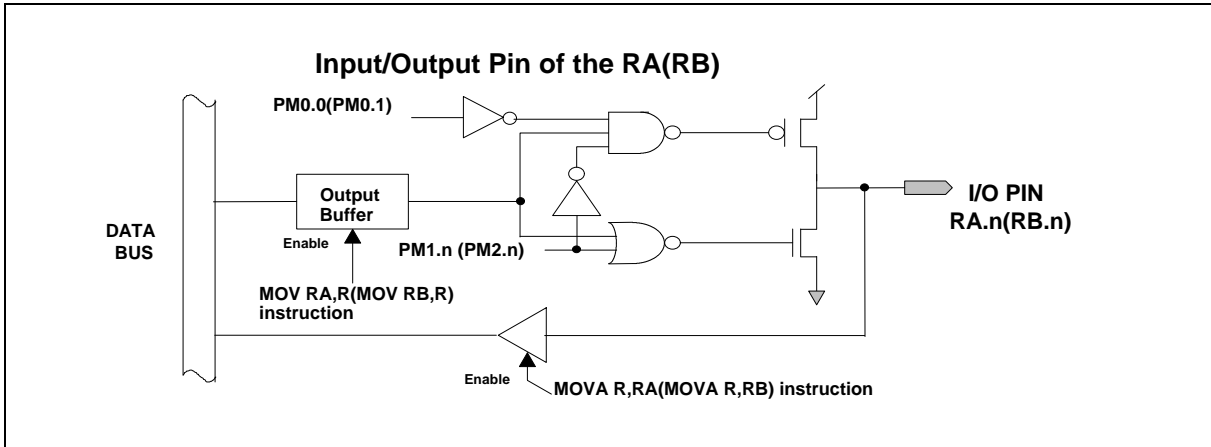 Input/Output Pin of the RA(RB)
PM0.0(PM0.1)
Output
Buffer
I/O PIN
RA.n(RB.n)
DATA
BUS
Enable
PM1.n (PM2.n)
MOV RA,R(MOV RB,R)
instruction
Enable
MOVA R,RA(MOVA R,RB) instruction